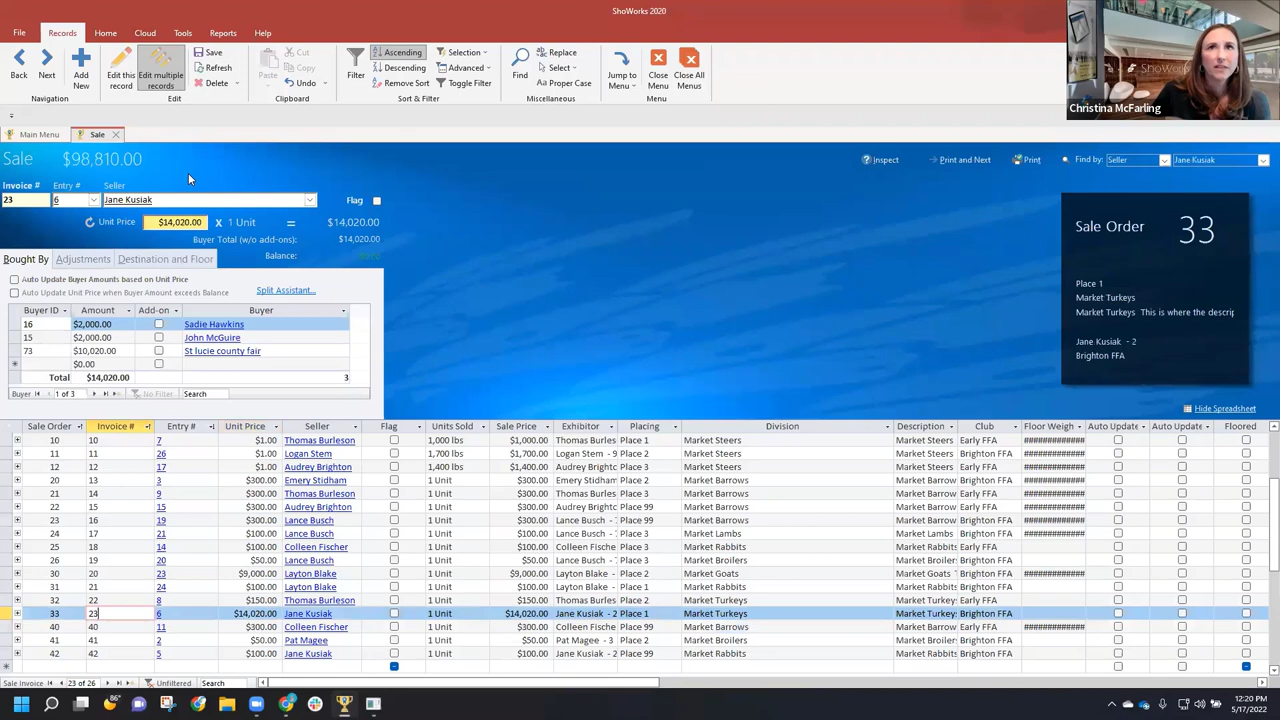 ShoWorks 2020
File Records Home Cloud Tools Reports Help
Back Next Add New Edit this record Edit multiple records Save Refresh Delete Paste Cut Copy Undo Filter Ascending Descending Remove Sort Selection Advanced Toggle Filter Find Replace Select Proper Case Jump to Menu Close Menu Close All Menus
Navigation Edit Clipboard Sort & Filter Miscellaneous Menu
ShoWorks
Christina McFarling
Main Menu Sale
Sale $98,810.00 Inspect Print and Next Print Find by: Seller Jane Kusiak
Invoice # Entry # Seller
23 6 Jane Kusiak Flag
Unit Price $14,020.00 X 1 Unit = $14,020.00
Buyer Total (w/o add-ons): $14,020.00
Balance:
Bought By Adjustments Destination and Floor
Auto Update Buyer Amounts based on Unit Price
Auto Update Unit Price when Buyer Amount exceeds Balance
Split Assistant...
Buyer ID Amount Add-on Buyer
16 $2,000.00 Sadie Hawkins
15 $2,000.00 John McGuire
73 $10,020.00 St lucie county fair
$0.00
Total $14,020.00 3
Buyer 1 of 3 No Filter Search
Sale Order 33
Place 1
Market Turkeys
Market Turkeys This is where the descrip
Jane Kusiak - 2
Brighton FFA
Hide Spreadsheet
Sale Order Invoice # Entry # Unit Price Seller Flag Units Sold Sale Price Exhibitor Placing Division Description Club Floor Weigh Auto Update Auto Update Floored
10 10 7 $1.00 Thomas Burleson 1,000 lbs $1,000.00 Thomas Burles Place 1 Market Steers Market Steers Early FFA #############
11 11 26 $1.00 Logan Stem 1,700 lbs $1,700.00 Logan Stem - 9 Place 2 Market Steers Market Steers Brighton FFA #############
12 12 17 $1.00 Audrey Brighton 1,400 lbs $1,400.00 Audrey Brighto Place 3 Market Steers Market Steers Early FFA #############
20 13 3 $300.00 Emery Stidham 1 Unit $300.00 Emery Stidham Place 2 Market Barrows Market Barrow Brighton FFA #############
21 14 9 $300.00 Thomas Burleson 1 Unit $300.00 Thomas Burles Place 3 Market Barrows Market Barrow Early FFA #############
22 15 15 $300.00 Audrey Brighton 1 Unit $300.00 Audrey Brighto Place 99 Market Barrows Market Barrow Early FFA #############
23 16 19 $300.00 Lance Busch 1 Unit $300.00 Lance Busch - Place 99 Market Barrows Market Barrow Brighton FFA #############
24 17 21 $100.00 Lance Busch 1 Unit $100.00 Lance Busch - Place 3 Market Lambs Market Lambs Brighton FFA #############
25 18 14 $100.00 Colleen Fischer 1 Unit $100.00 Colleen Fischer Place 3 Market Rabbits Market Rabbits Early FFA
26 19 20 $50.00 Lance Busch 1 Unit $50.00 Lance Busch - Place 3 Market Broilers Market Broilers Brighton FFA
30 20 23 $9,000.00 Layton Blake 1 Unit $9,000.00 Layton Blake - Place 2 Market Goats Market Goats Brighton FFA #############
31 21 24 $100.00 Layton Blake 1 Unit $100.00 Layton Blake - Place 1 Market Rabbits Market Rabbits Brighton FFA
32 22 8 $150.00 Thomas Burleson 1 Unit $150.00 Thomas Burles Place 2 Market Turkeys Market Turkey Early FFA
33 23 6 $14,020.00 Jane Kusiak 1 Unit $14,020.00 Jane Kusiak - 2 Place 1 Market Turkeys Market Turkey Brighton FFA
40 40 11 $300.00 Colleen Fischer 1 Unit $300.00 Colleen Fischer Place 99 Market Barrows Market Barrow Early FFA #############
41 41 2 $50.00 Pat Magee 1 Unit $50.00 Pat Magee - 3 Place 99 Market Broilers Market Broilers Brighton FFA
42 42 5 $100.00 Jane Kusiak 1 Unit $100.00 Jane Kusiak - 2 Place 99 Market Rabbits Market Rabbits Brighton FFA
Sale Invoice 23 of 26 Unfiltered Search
86° 12:20 PM
5/17/2022